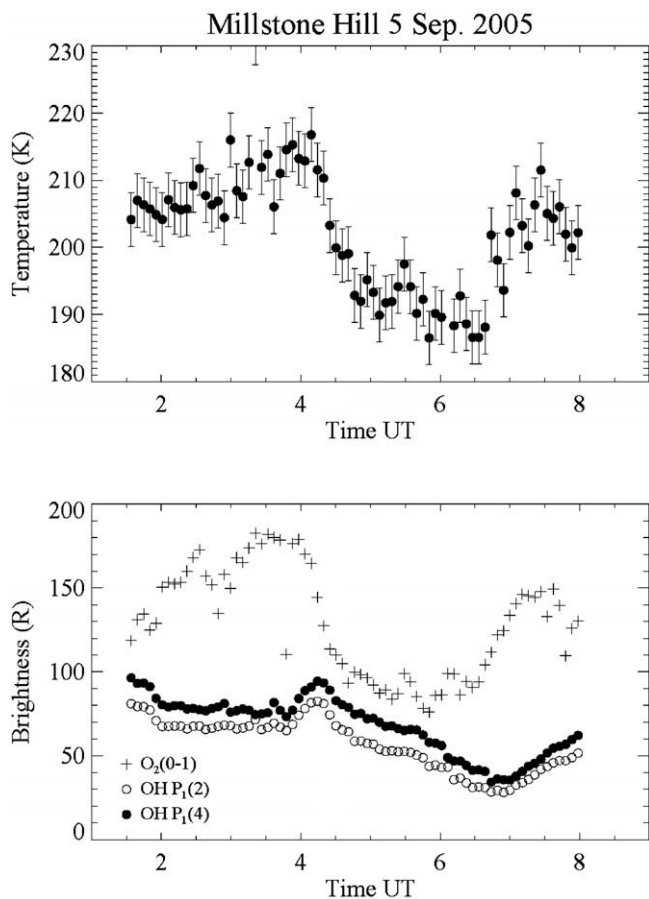 Millstone Hill 5 Sep. 2005
230
220
210
200
190
180
Temperature (K)
2 4 6 8
Time UT
200
150
100
50
0
Brightness (R)
+ O₂(0-1)
○ OH P₁(2)
● OH P₁(4)
2 4 6 8
Time UT